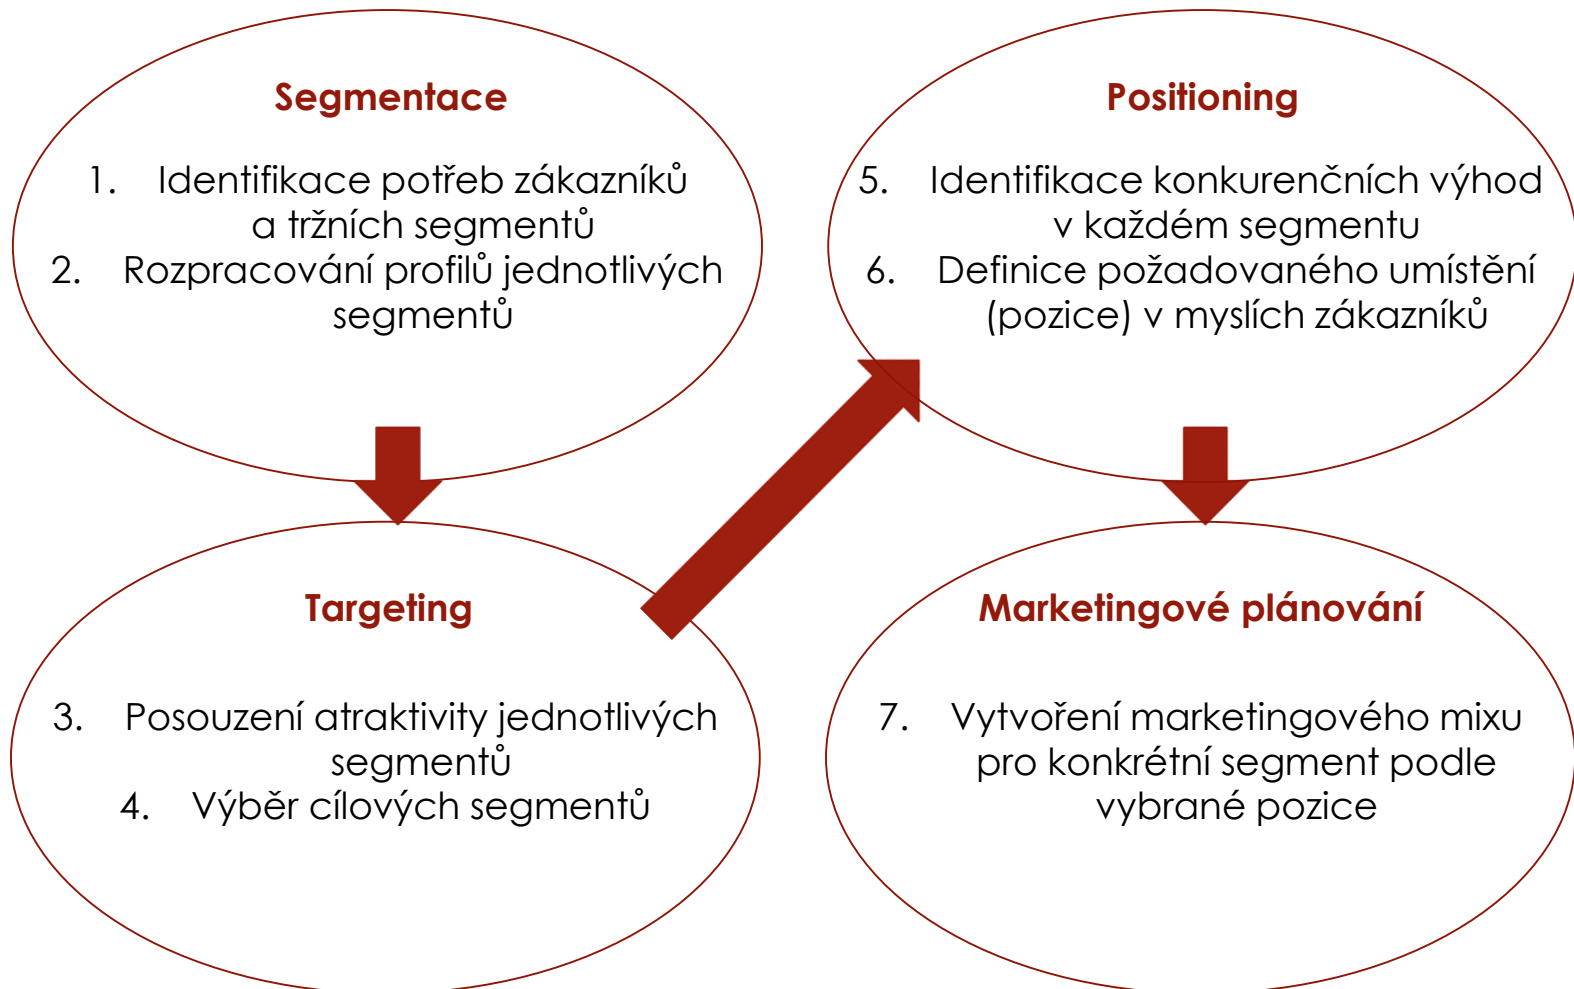 Segmentace
1. Identifikace potřeb zákazníků
a tržních segmentů
2. Rozpracování profilů jednotlivých
segmentů
Targeting
3. Posouzení atraktivity jednotlivých
segmentů
4. Výběr cílových segmentů
Positioning
5. Identifikace konkurenčních výhod
v každém segmentu
6. Definice požadovaného umístění
(pozice) v myslích zákazníků
Marketingové plánování
7. Vytvoření marketingového mixu
pro konkrétní segment podle
vybrané pozice